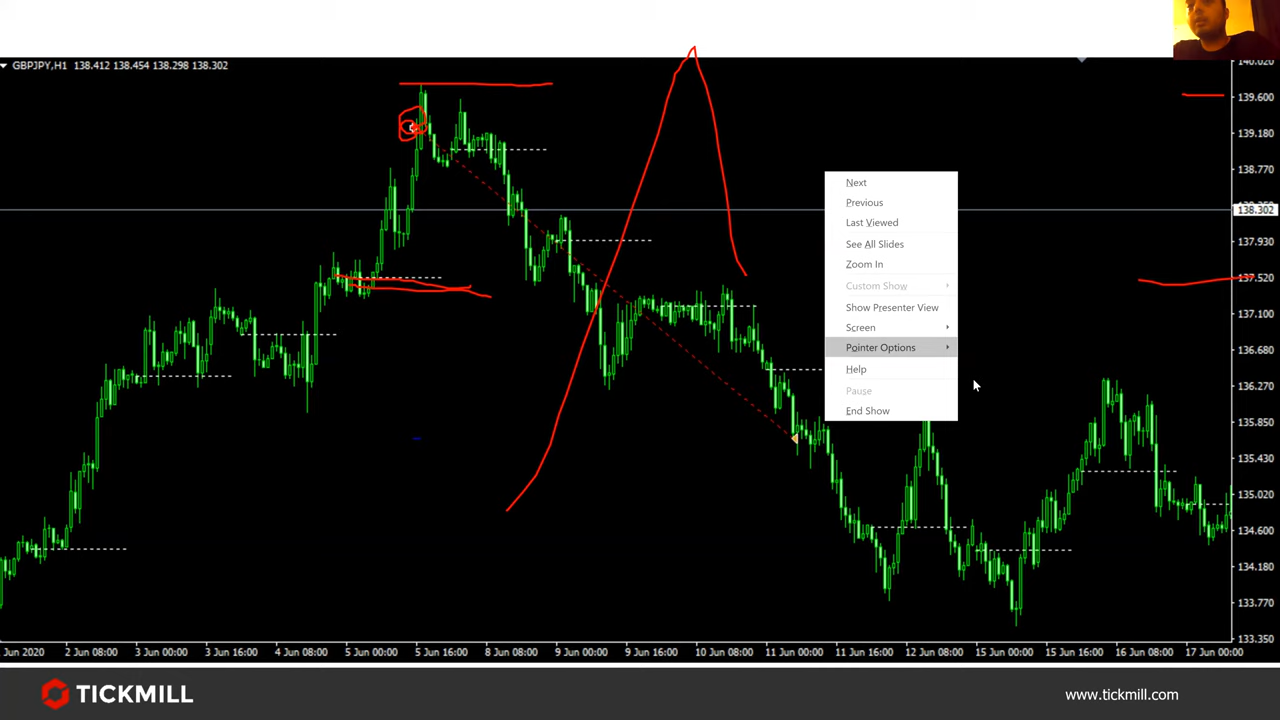 GBPJPY,H1 138.412 138.454 138.298 138.302
139.600
139.180
138.770
138.302
137.930
137.520
137.100
136.680
136.270
135.850
135.430
135.020
134.600
134.180
133.770
133.350
Next
Previous
Last Viewed
See All Slides
Zoom In
Custom Show
Show Presenter View
Screen
Pointer Options
Help
Pause
End Show
Jun 2020 2 Jun 08:00 3 Jun 00:00 3 Jun 16:00 4 Jun 08:00 5 Jun 00:00 5 Jun 16:00 8 Jun 08:00 9 Jun 00:00 9 Jun 16:00 10 Jun 08:00 11 Jun 00:00 11 Jun 16:00 12 Jun 08:00 15 Jun 00:00 15 Jun 16:00 16 Jun 08:00 17 Jun 00:00
TICKMILL
www.tickmill.com